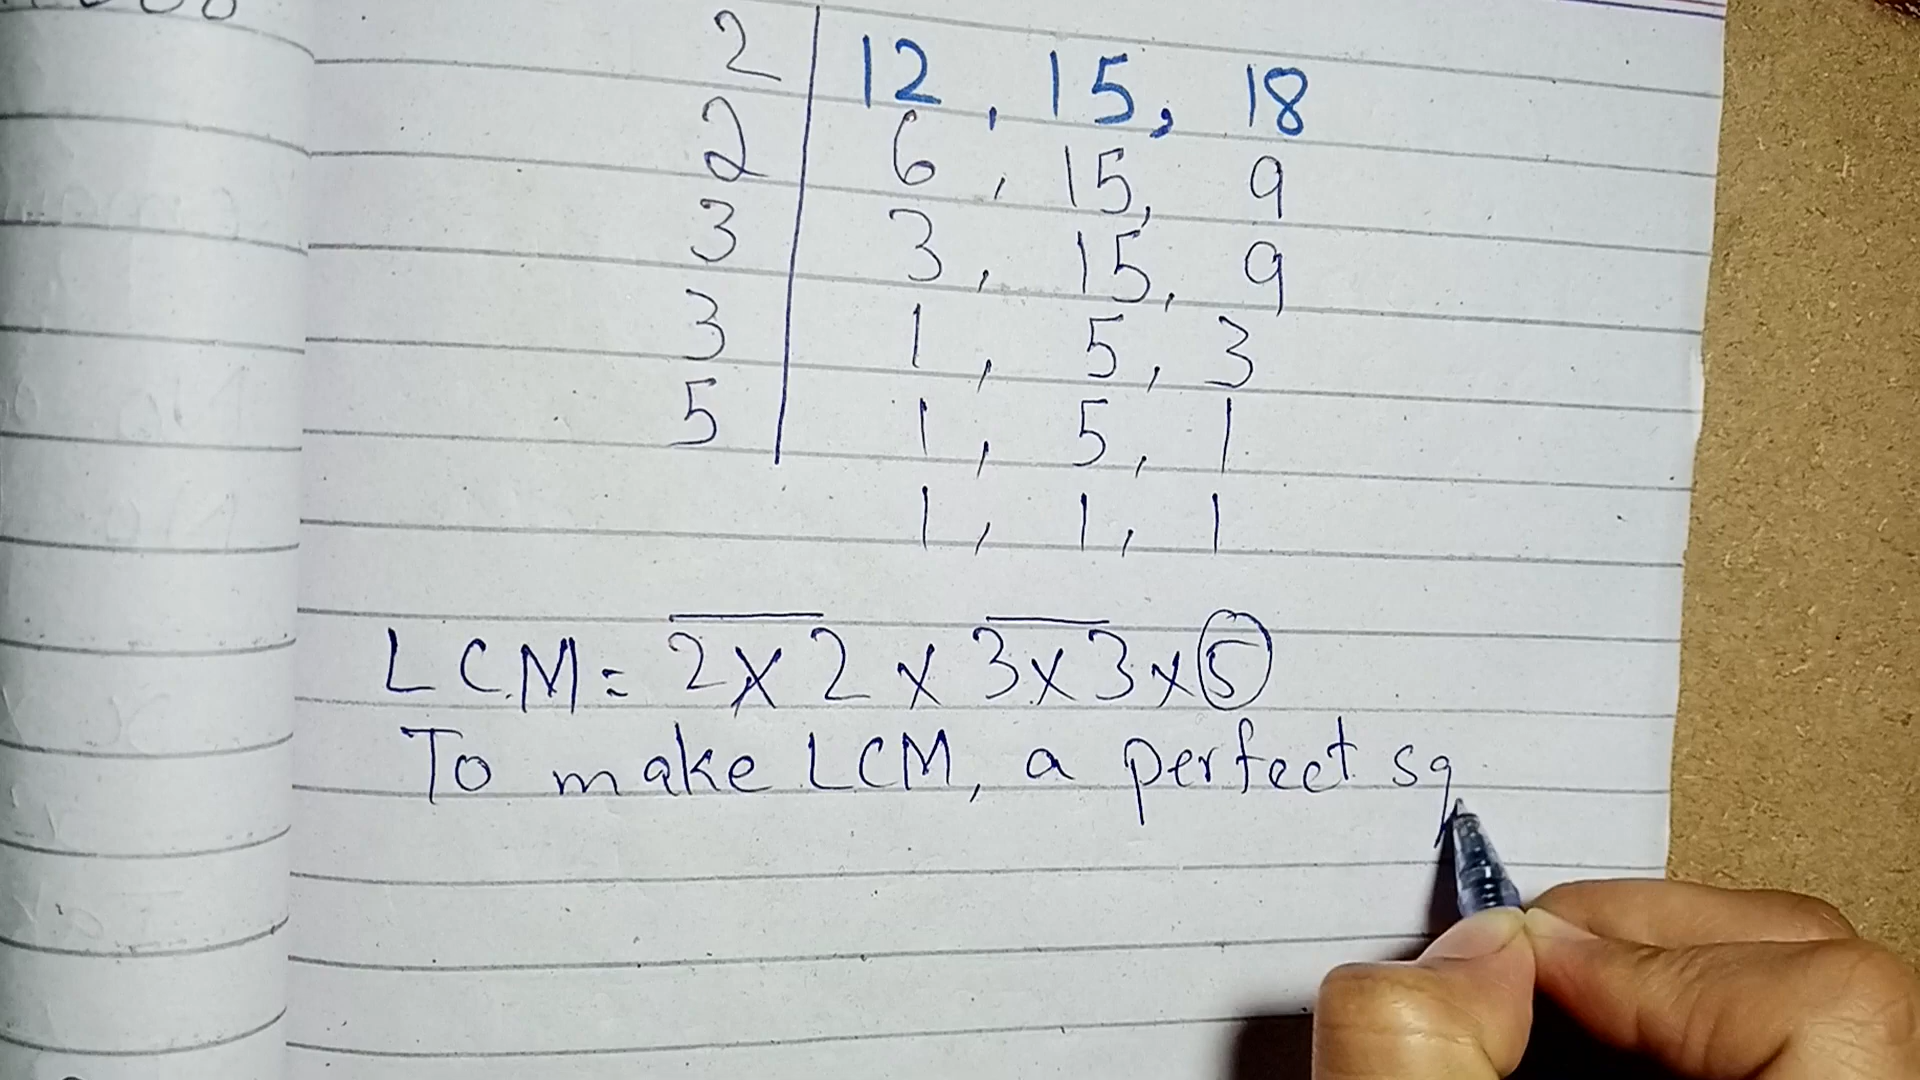 2 | 12, 15, 18
2 | 6, 15, 9
3 | 3, 15, 9
3 | 1, 5, 3
5 | 1, 5, 1
1, 1, 1
LCM = 2 × 2 × 3 × 3 × 5
To make LCM, a perfect sq